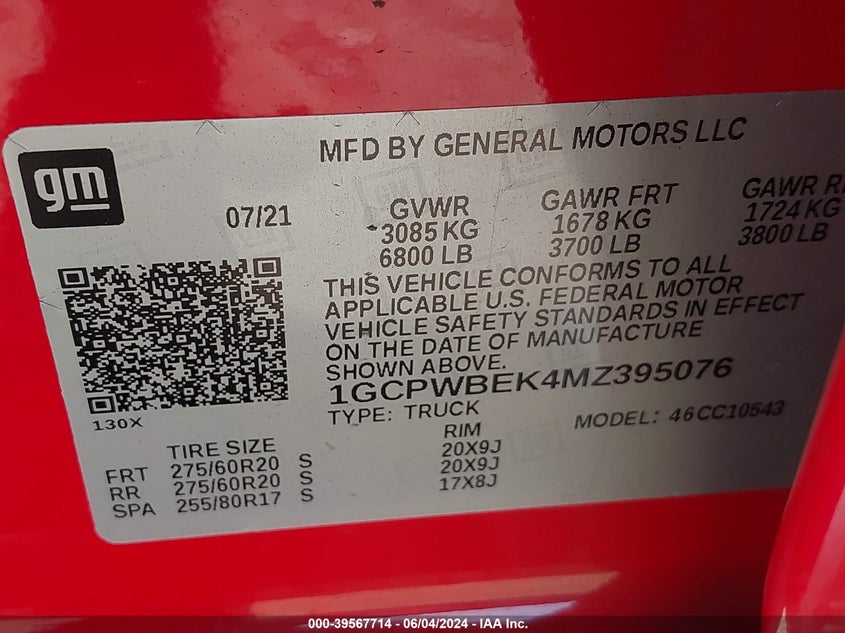 gm
MFD BY GENERAL MOTORS LLC
07/21
GVWR
3085 KG
6800 LB
GAWR FRT
1678 KG
3700 LB
GAWR
1724 KG
3800 LB
THIS VEHICLE CONFORMS TO ALL
APPLICABLE U.S. FEDERAL MOTOR
VEHICLE SAFETY STANDARDS IN EFFECT
ON THE DATE OF MANUFACTURE
SHOWN ABOVE.
1GCPWBEK4MZ395076
TYPE: TRUCK
MODEL: 46CC10543
130X
TIRE SIZE RIM
FRT 275/60R20 S 20X9J
RR 275/60R20 S 20X9J
SPA 255/80R17 S 17X8J
000-39567714 - 06/04/2024 - IAA Inc.